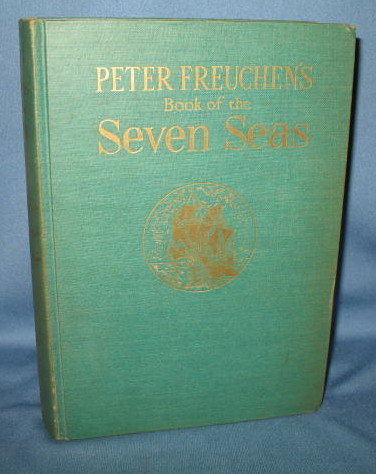 PETER FREUCHEN'S
Book of the
Seven Seas